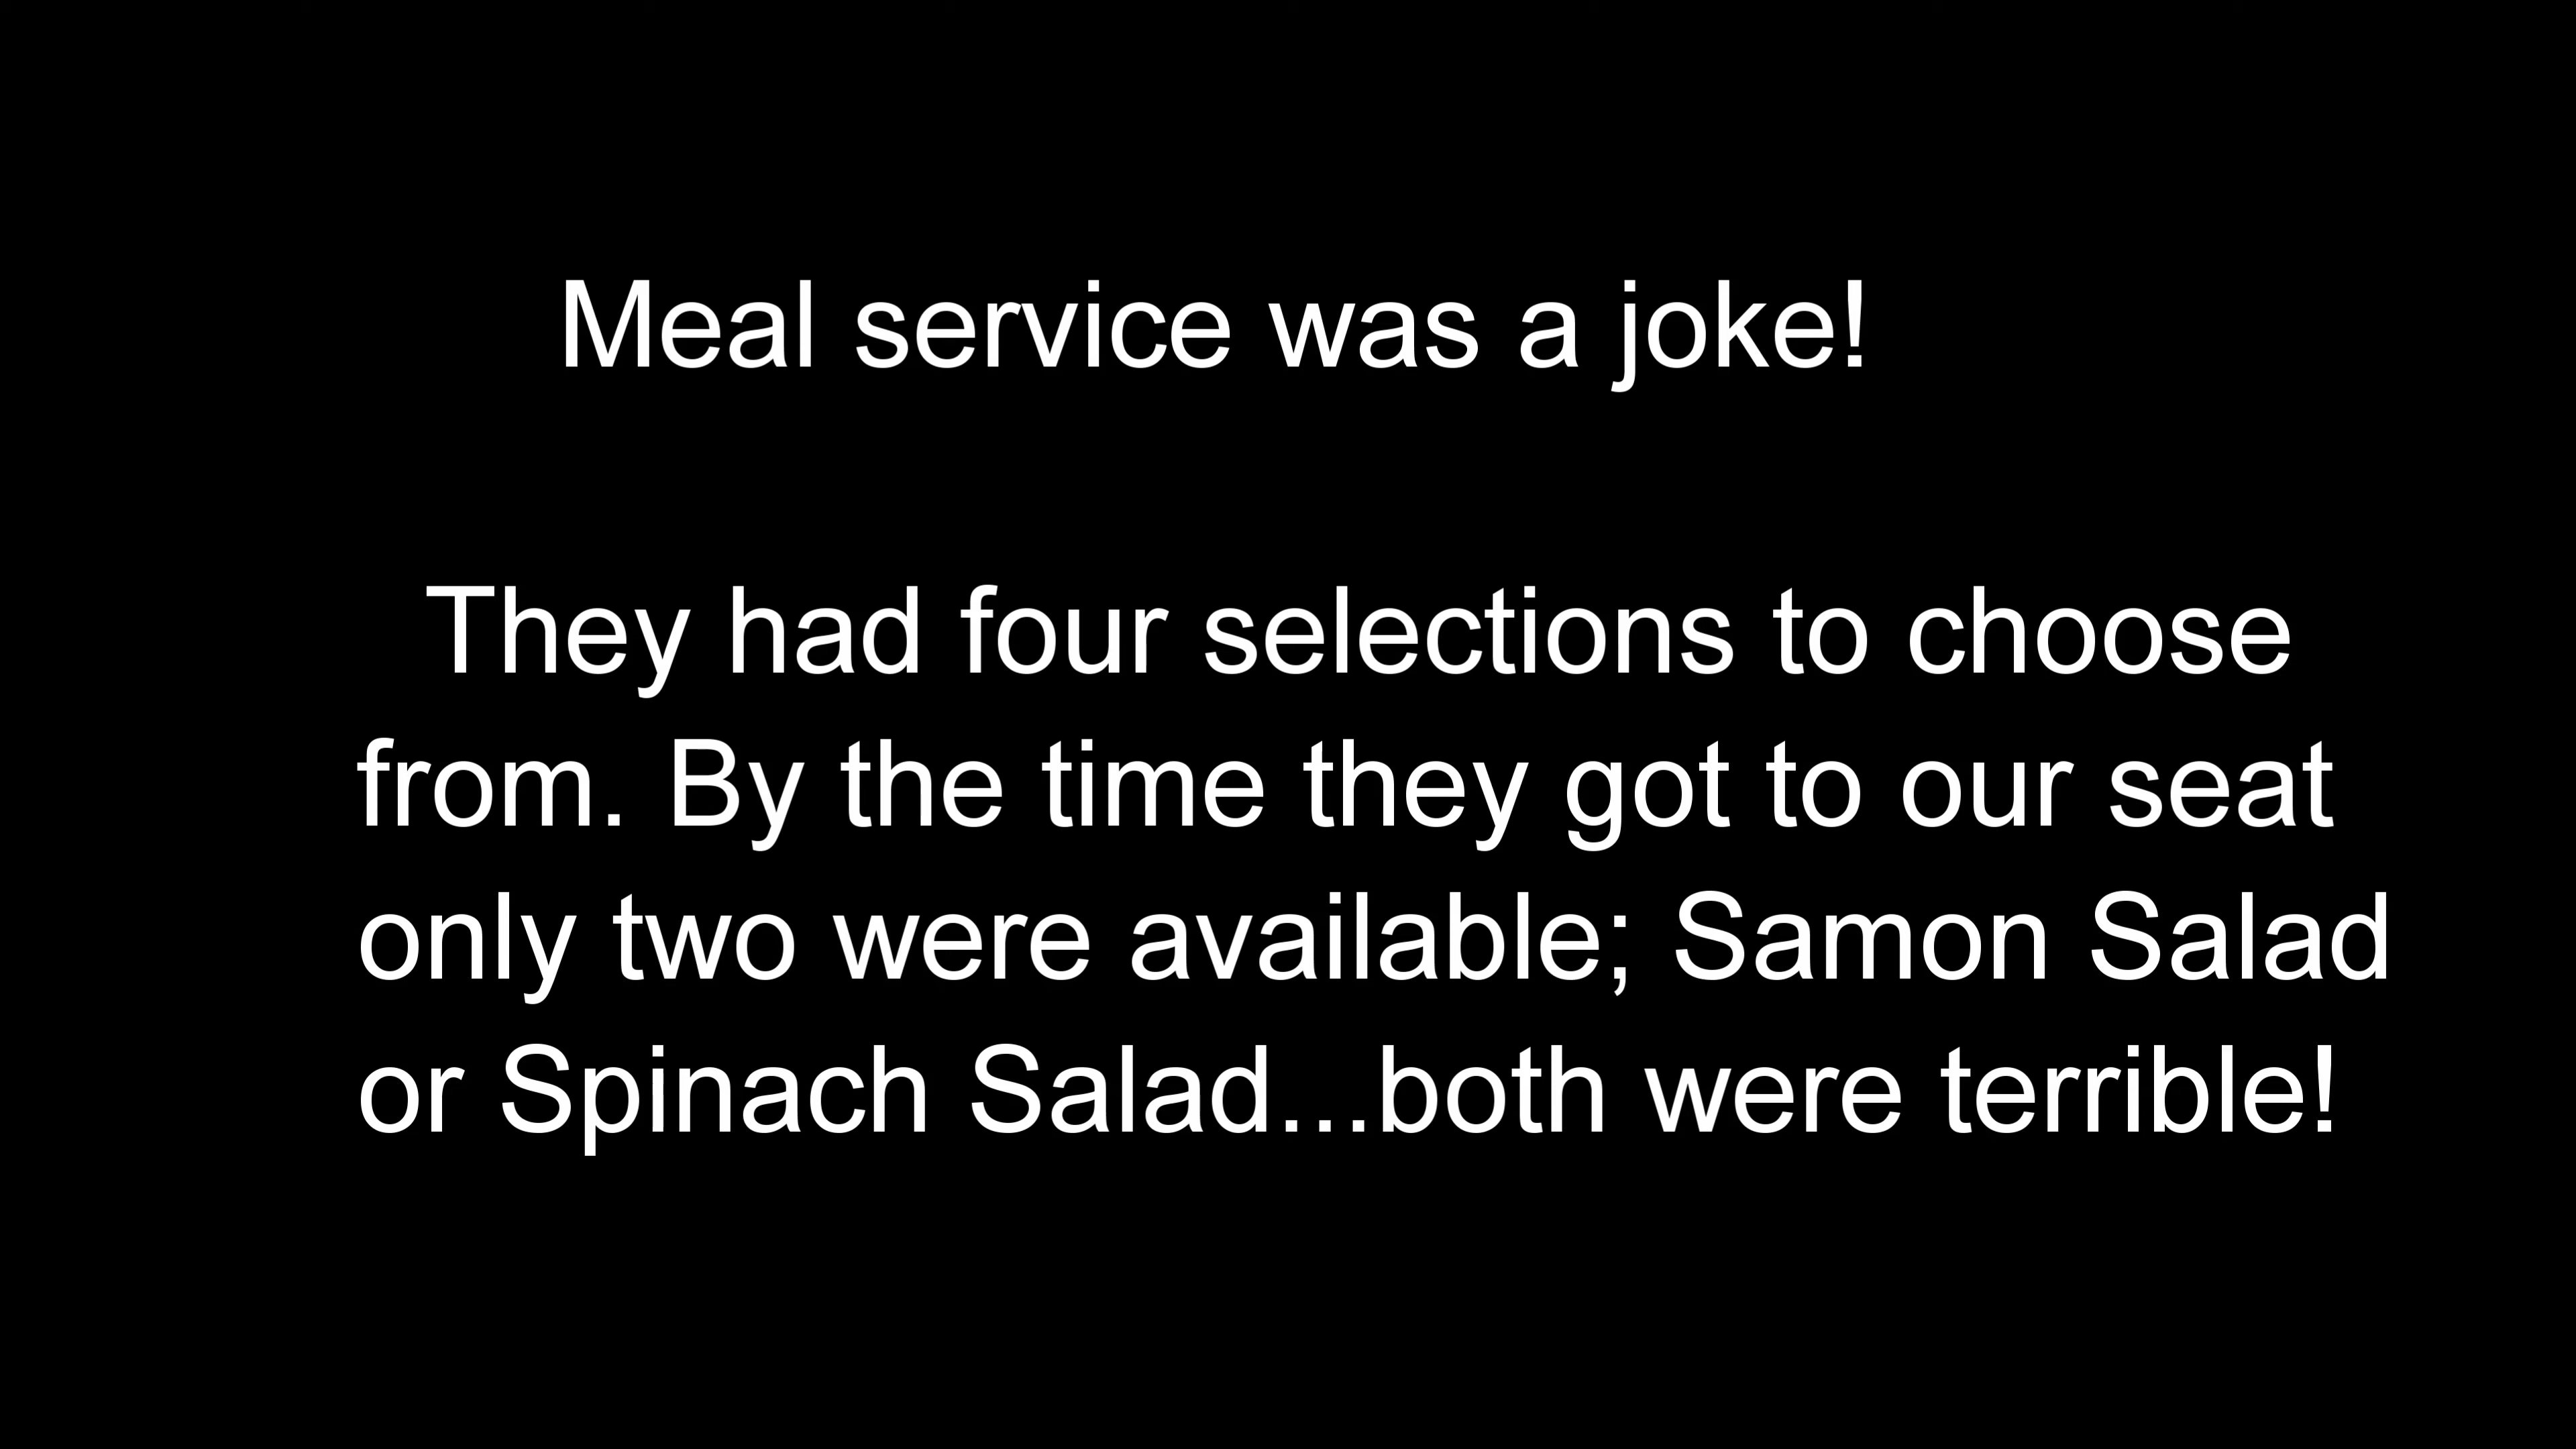 Meal service was a joke!
They had four selections to choose
from. By the time they got to our seat
only two were available; Samon Salad
or Spinach Salad...both were terrible!